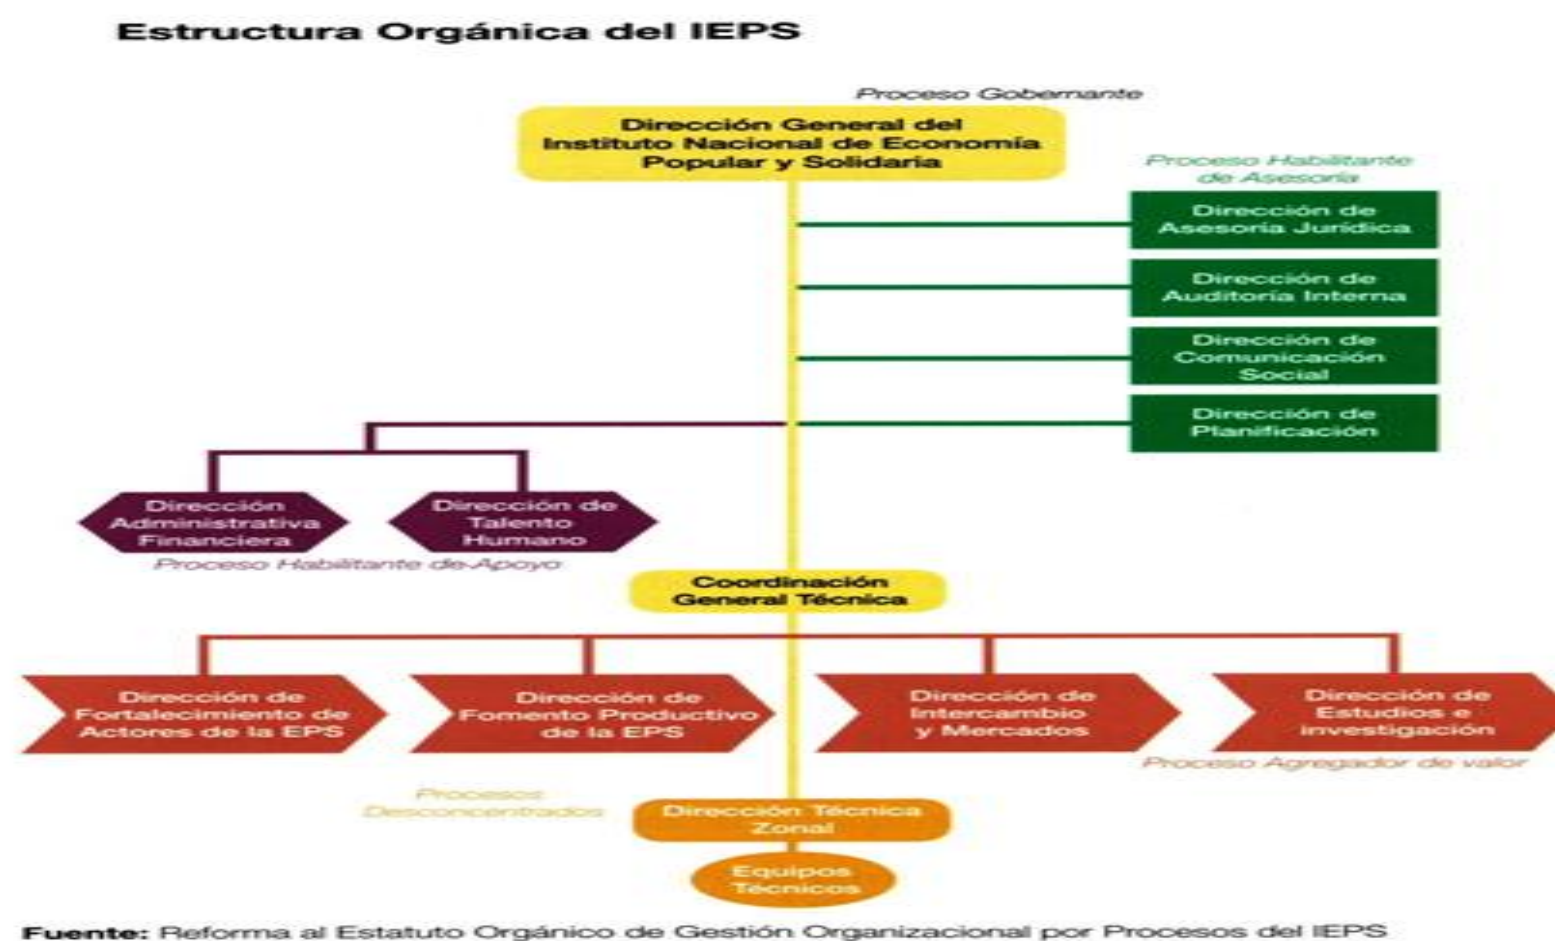 Estructura Orgánica del IEPS
Proceso Gobernante
Dirección General del
Instituto Nacional de Economía
Popular y Solidaria
Proceso Habilitante
de Asesoría
Dirección de
Asesoría Jurídica
Dirección de
Auditoría Interna
Dirección de
Comunicación
Social
Dirección de
Planificación
Dirección
Administrativa
Financiera
Dirección de
Talento
Humano
Proceso Habilitante de Apoyo
Coordinación
General Técnica
Dirección de
Fortalecimiento de
Actores de la EPS
Dirección de
Fomento Productivo
de la EPS
Dirección de
Intercambio
y Mercados
Dirección de
Estudios e
investigación
Proceso Agregador de valor
Procesos
Desconcentrados
Dirección Técnica
Zonal
Equipos
Técnicos
Fuente: Reforma al Estatuto Orgánico de Gestión Organizacional por Procesos del IEPS